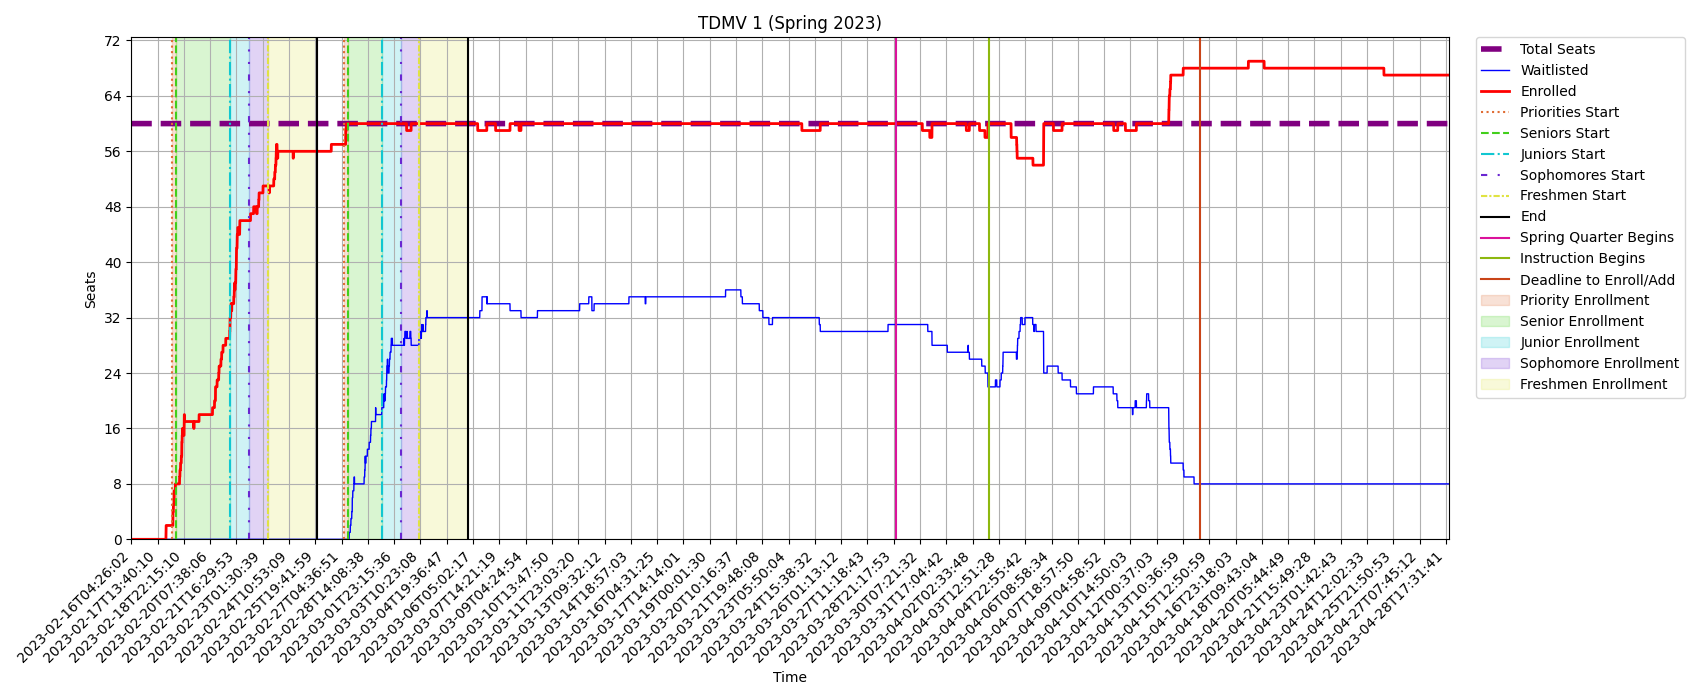 TDMV 1 (Spring 2023)
72
64
56
48
40
32
24
16
8
0
Seats
2023-02-16T04:26:02
2023-02-17T13:40:10
2023-02-18T22:15:10
2023-02-20T07:38:06
2023-02-21T16:29:53
2023-02-23T01:30:39
2023-02-24T10:53:09
2023-02-25T19:41:59
2023-02-27T04:36:51
2023-02-28T14:08:38
2023-03-01T23:15:36
2023-03-03T10:23:08
2023-03-04T19:36:47
2023-03-06T05:02:17
2023-03-07T14:21:19
2023-03-09T04:24:54
2023-03-10T13:47:50
2023-03-11T23:03:20
2023-03-13T09:32:12
2023-03-14T18:57:03
2023-03-16T04:31:25
2023-03-17T14:14:01
2023-03-19T00:01:30
2023-03-20T10:16:37
2023-03-21T19:48:08
2023-03-23T05:50:04
2023-03-24T15:38:32
2023-03-26T01:13:12
2023-03-27T11:18:43
2023-03-28T21:17:53
2023-03-30T07:21:32
2023-03-31T17:04:42
2023-04-02T02:33:48
2023-04-03T12:51:28
2023-04-04T22:55:42
2023-04-06T08:58:34
2023-04-07T18:57:50
2023-04-09T04:58:52
2023-04-10T14:50:03
2023-04-12T00:37:03
2023-04-13T10:36:59
2023-04-15T12:50:59
2023-04-16T23:18:03
2023-04-18T09:43:04
2023-04-20T05:44:49
2023-04-21T15:49:28
2023-04-23T01:42:43
2023-04-24T12:02:33
2023-04-25T21:50:53
2023-04-27T07:45:12
2023-04-28T17:31:41
Time
Total Seats
Waitlisted
Enrolled
Priorities Start
Seniors Start
Juniors Start
Sophomores Start
Freshmen Start
End
Spring Quarter Begins
Instruction Begins
Deadline to Enroll/Add
Priority Enrollment
Senior Enrollment
Junior Enrollment
Sophomore Enrollment
Freshmen Enrollment